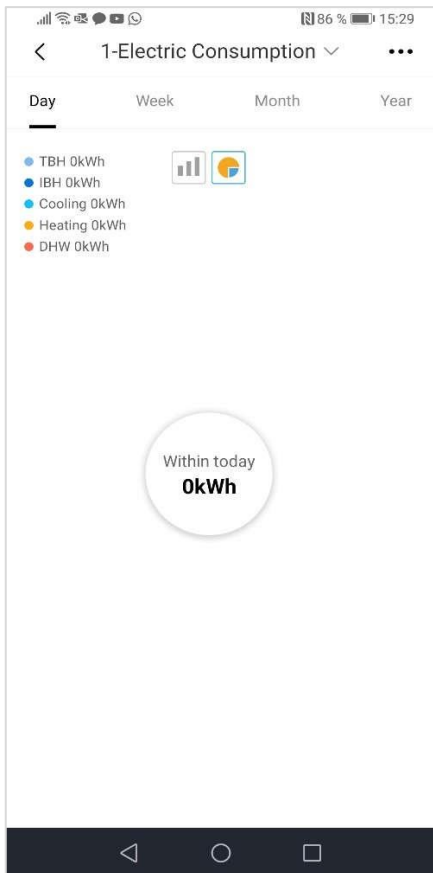 86 % 15:29
1-Electric Consumption
Day Week Month Year
TBH 0kWh
IBH 0kWh
Cooling 0kWh
Heating 0kWh
DHW 0kWh
Within today
0kWh